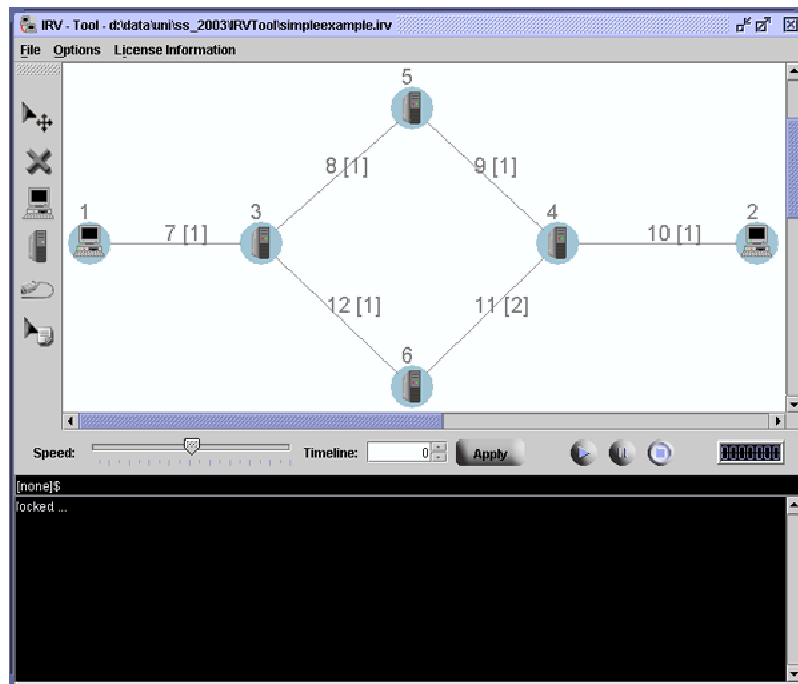 IRV - Tool - d:\data\uni\ss_2003\IRVTool\simpleexample.irv
File Options License Information
5
8 [1]
9 [1]
1
7 [1]
3
4
10 [1]
2
12 [1]
11 [2]
6
Speed:
Timeline:
0
Apply
0000000
[none]$
locked ...